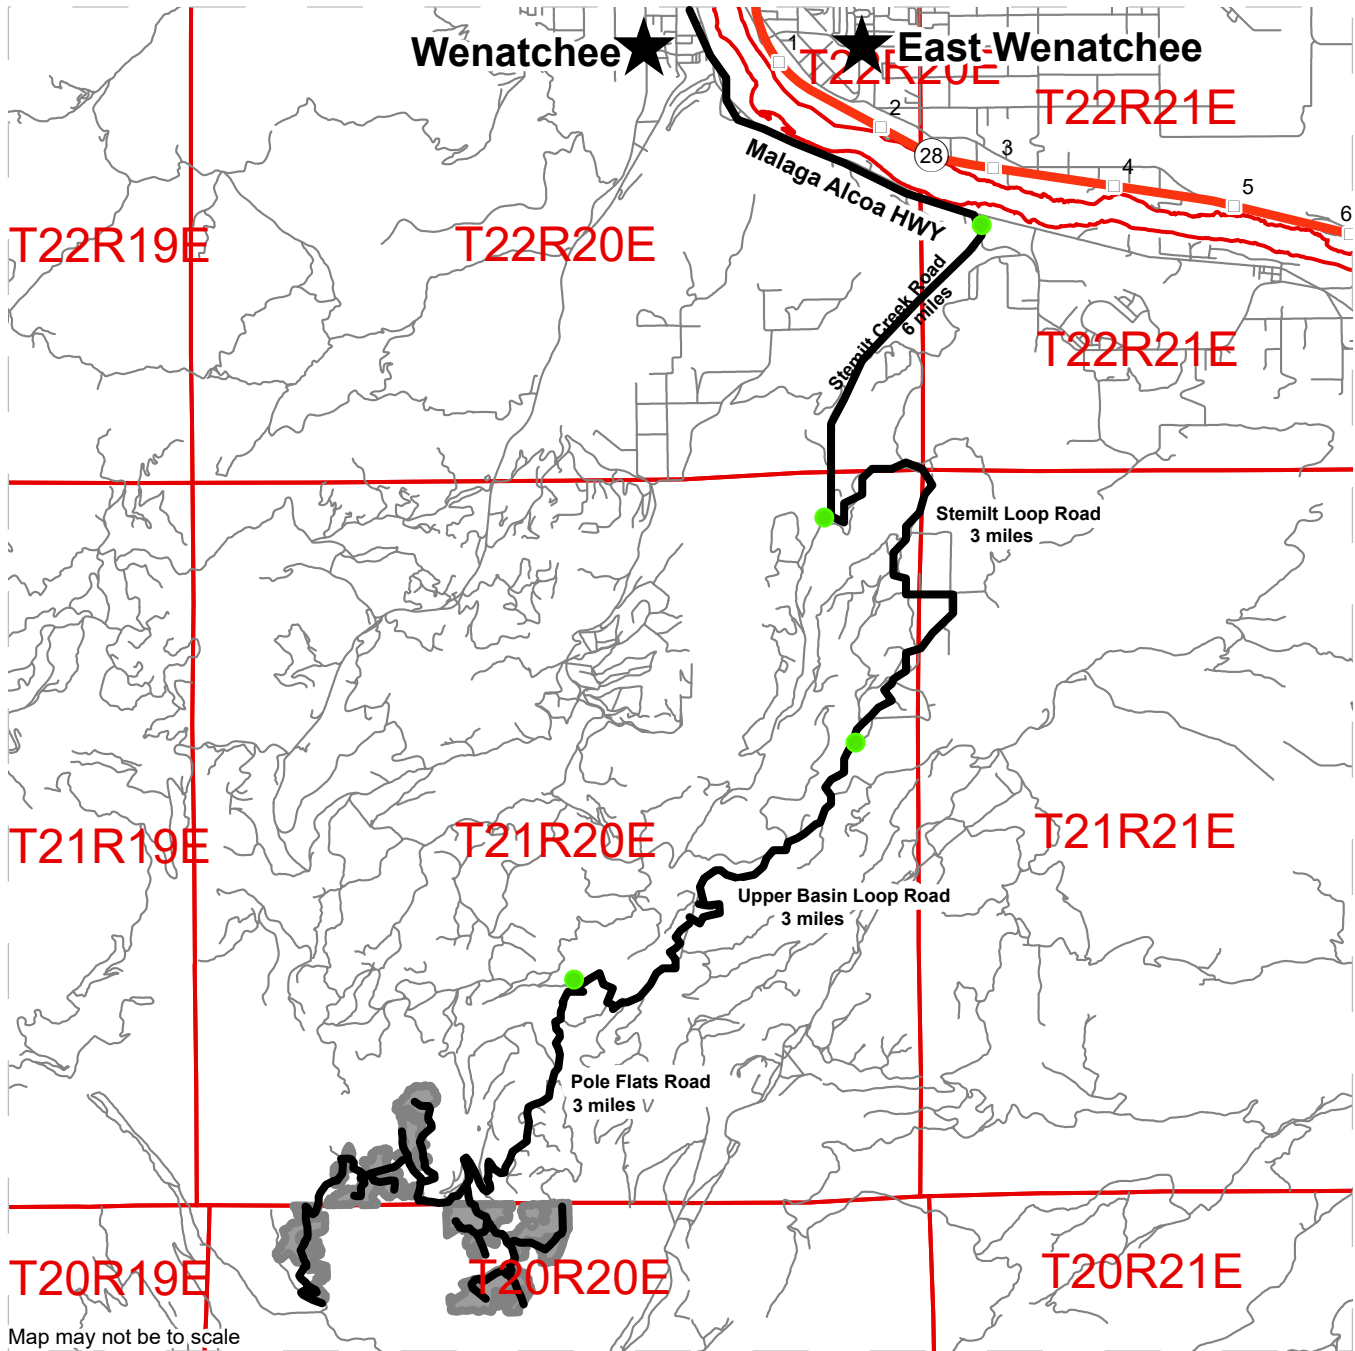 Wenatchee
East Wenatchee
1
T22R20E
T22R21E
2
28
3
4
5
6
Malaga Alcoa HWY
T22R19E
T22R20E
Stemilt Creek Road
6 miles
T22R21E
Stemilt Loop Road
3 miles
T21R19E
T21R20E
T21R21E
Upper Basin Loop Road
3 miles
Pole Flats Road
3 miles
T20R19E
T20R20E
T20R21E
Map may not be to scale